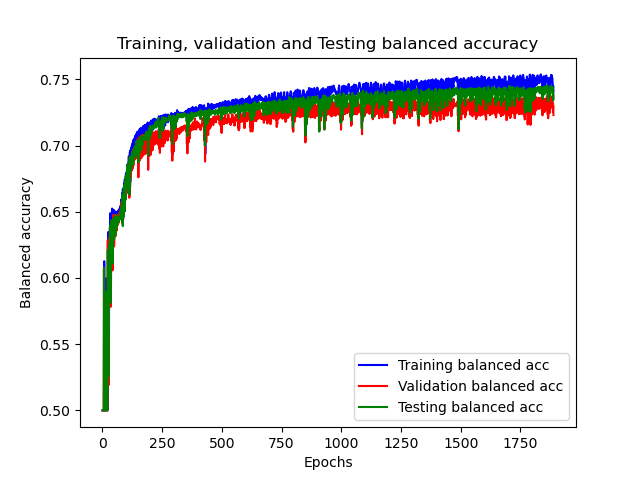 Training, validation and Testing balanced accuracy
Balanced accuracy
0.75
0.70
0.65
0.60
0.55
0.50
Training balanced acc
Validation balanced acc
Testing balanced acc
0 250 500 750 1000 1250 1500 1750
Epochs